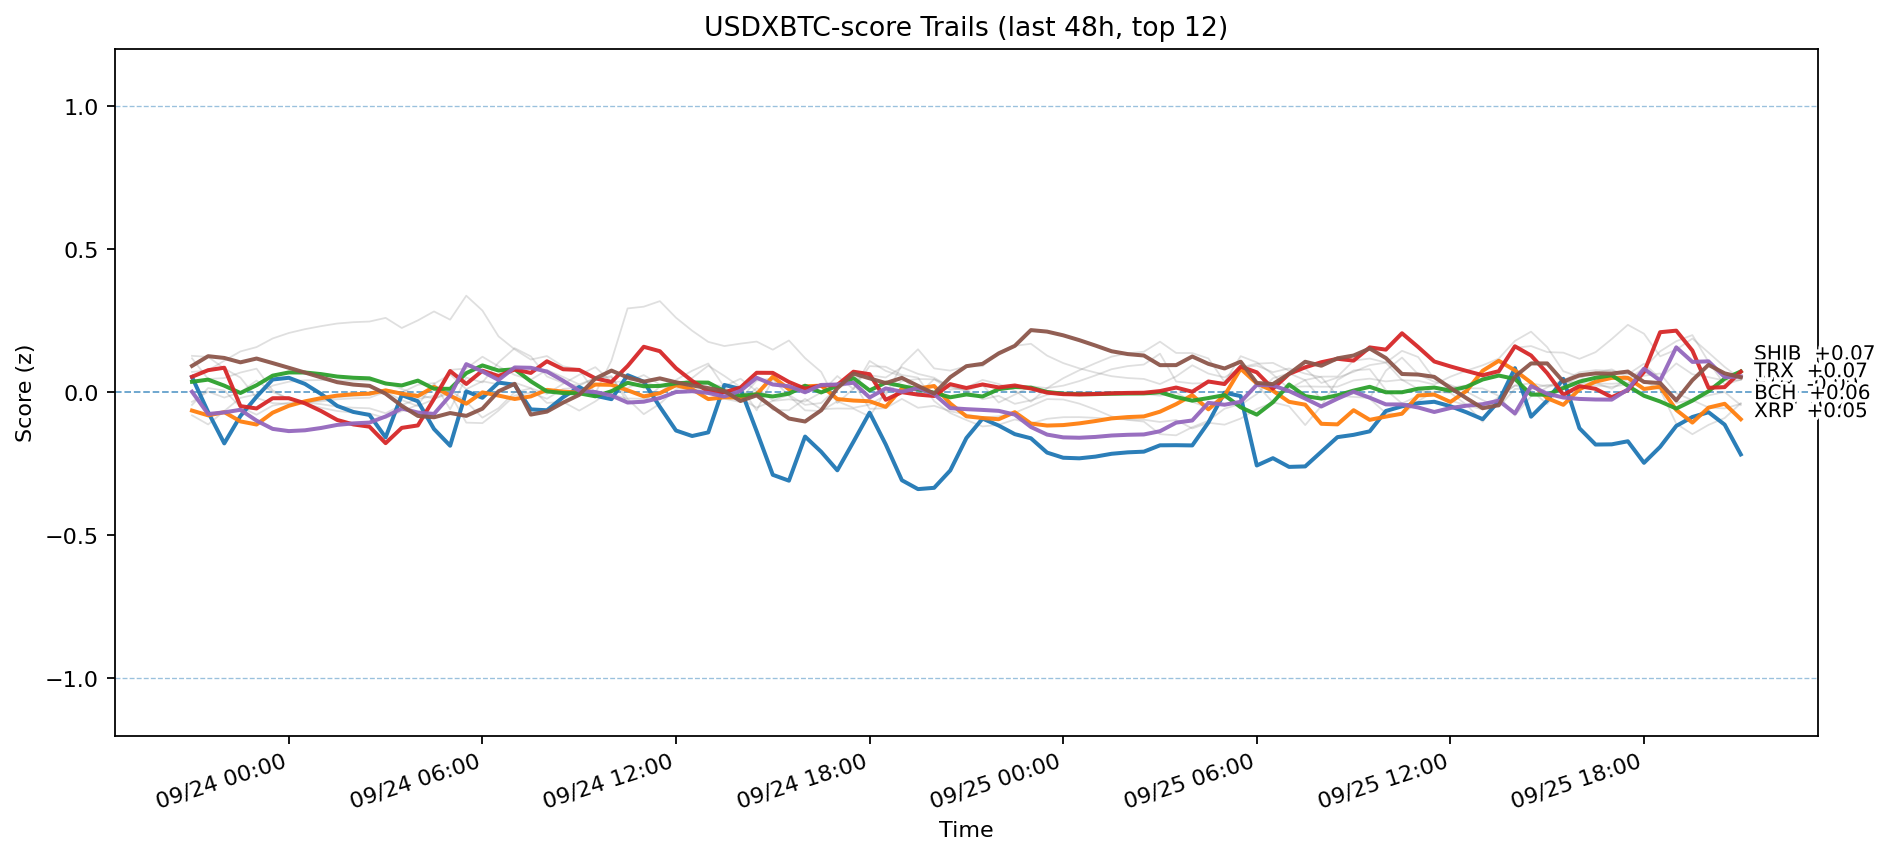 USDXBTC-score Trails (last 48h, top 12)
Score (z)
1.0
0.5
0.0
−0.5
−1.0
SHIB +0.07
TRX +0.07
BCH +0.06
XRP +0.05
09/24 00:00
09/24 06:00
09/24 12:00
09/24 18:00
09/25 00:00
09/25 06:00
09/25 12:00
09/25 18:00
Time